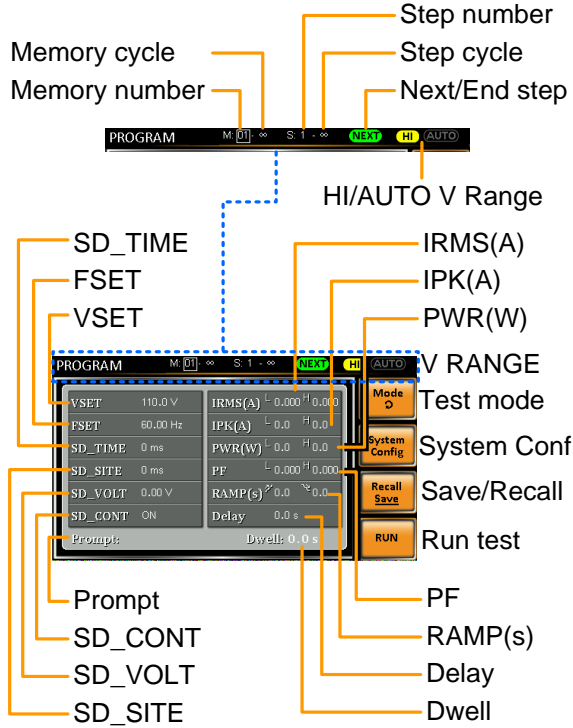 Step number
Memory cycle
Step cycle
Memory number
Next/End step
PROGRAM M: 01 - ∞ S: 1 - ∞ NEXT HI AUTO
HI/AUTO V Range
SD_TIME
IRMS(A)
FSET
IPK(A)
VSET
PWR(W)
PROGRAM M: 01 - ∞ S: 1 - ∞ NEXT HI AUTO
V RANGE
VSET 110.0 V IRMS(A) L 0.000 H 0.000
Mode
Test mode
FSET 60.00 Hz IPK(A) L 0.0 H 0.0
SD_TIME 0 ms PWR(W) L 0.0 H 0.0
System
Config
System Conf
SD_SITE 0 ms PF L 0.000 H 0.000
SD_VOLT 0.00 V RAMP(s) 0.0 0.0
Recall
Save
Save/Recall
SD_CONT ON Delay 0.0 s
Prompt: Dwell: 0.0 s
RUN
Run test
Prompt
PF
SD_CONT
RAMP(s)
SD_VOLT
Delay
SD_SITE
Dwell